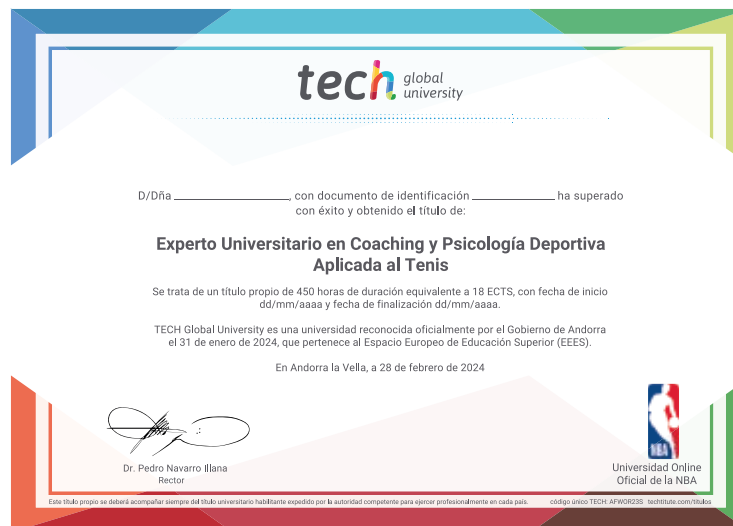 tech global university
D/Dña ______________, con documento de identificación ______________ ha superado
con éxito y obtenido el título de:
Experto Universitario en Coaching y Psicología Deportiva
Aplicada al Tenis
Se trata de un título propio de 450 horas de duración equivalente a 18 ECTS, con fecha de inicio
dd/mm/aaaa y fecha de finalización dd/mm/aaaa.
TECH Global University es una universidad reconocida oficialmente por el Gobierno de Andorra
el 31 de enero de 2024, que pertenece al Espacio Europeo de Educación Superior (EEES).
En Andorra la Vella, a 28 de febrero de 2024
Dr. Pedro Navarro Illana
Rector
NBA
Universidad Online
Oficial de la NBA
Este título propio se deberá acompañar siempre del título universitario habilitante expedido por la autoridad competente para ejercer profesionalmente en cada país. código único TECH: AFWOR23S techtitute.com/titulos